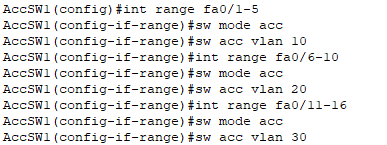 AccSW1(config)#int range fa0/1-5
AccSW1(config-if-range)#sw mode acc
AccSW1(config-if-range)#sw acc vlan 10
AccSW1(config-if-range)#int range fa0/6-10
AccSW1(config-if-range)#sw mode acc
AccSW1(config-if-range)#sw acc vlan 20
AccSW1(config-if-range)#int range fa0/11-16
AccSW1(config-if-range)#sw mode acc
AccSW1(config-if-range)#sw acc vlan 30